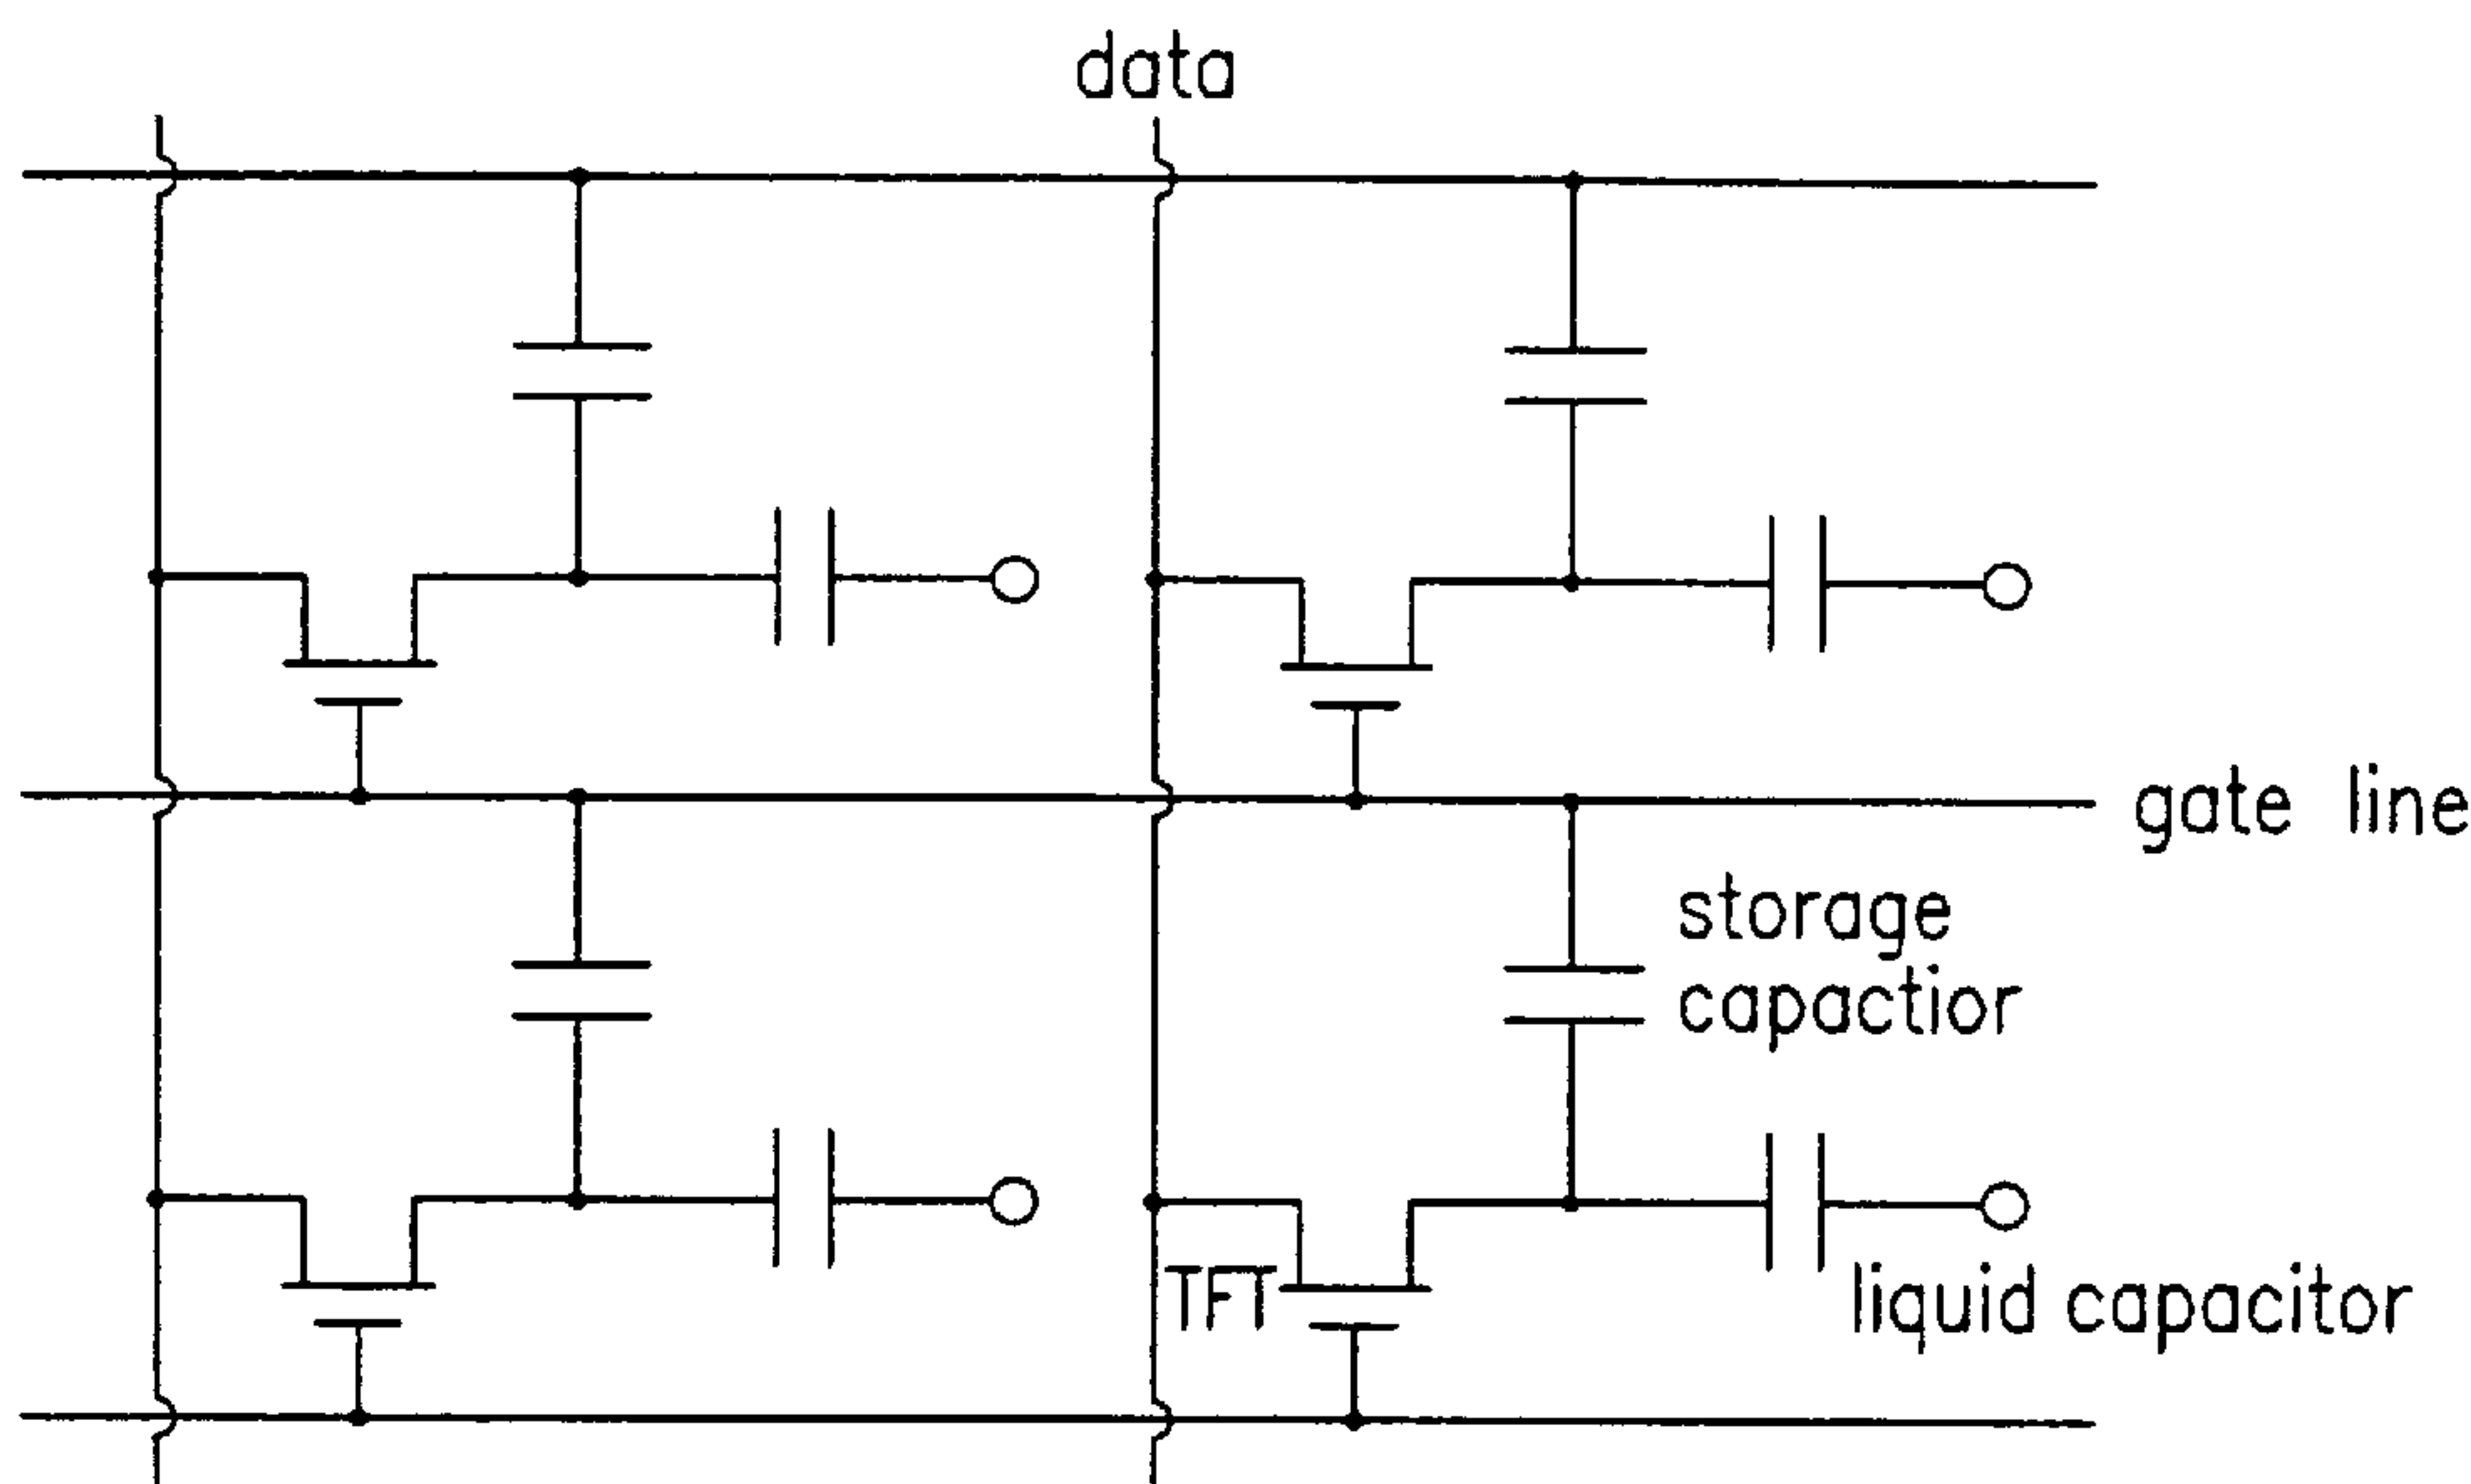 data
gate line
storage
capactior
TFT
liquid capacitor